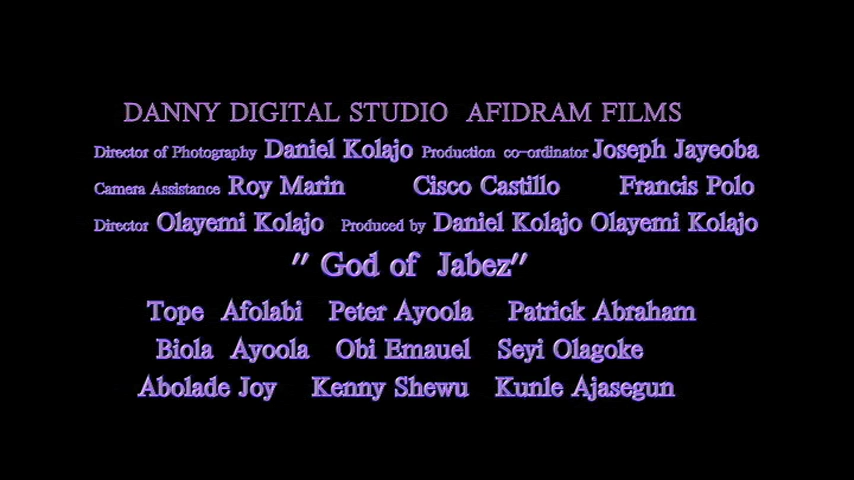 DANNY DIGITAL STUDIO AFIDRAM FILMS
Director of Photography Daniel Kolajo Production co-ordinator Joseph Jayeoba
Camera Assistance Roy Marin Cisco Castillo Francis Polo
Director Olayemi Kolajo Produced by Daniel Kolajo Olayemi Kolajo
" God of Jabez"
Tope Afolabi Peter Ayoola Patrick Abraham
Biola Ayoola Obi Emauel Seyi Olagoke
Abolade Joy Kenny Shewu Kunle Ajasegun